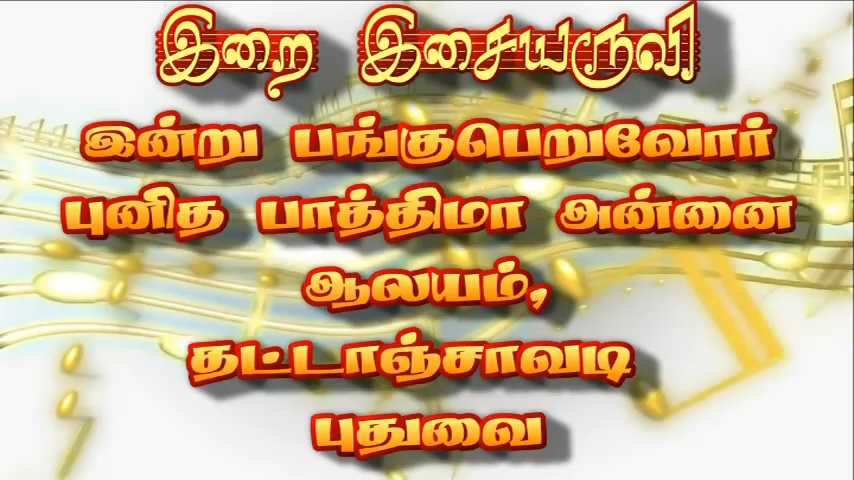 இறை இசையருவி
இன்று பங்குபெறுவோர்
புனித பாத்திமா அன்னை
ஆலயம்,
தட்டாஞ்சாவடி
புதுவை